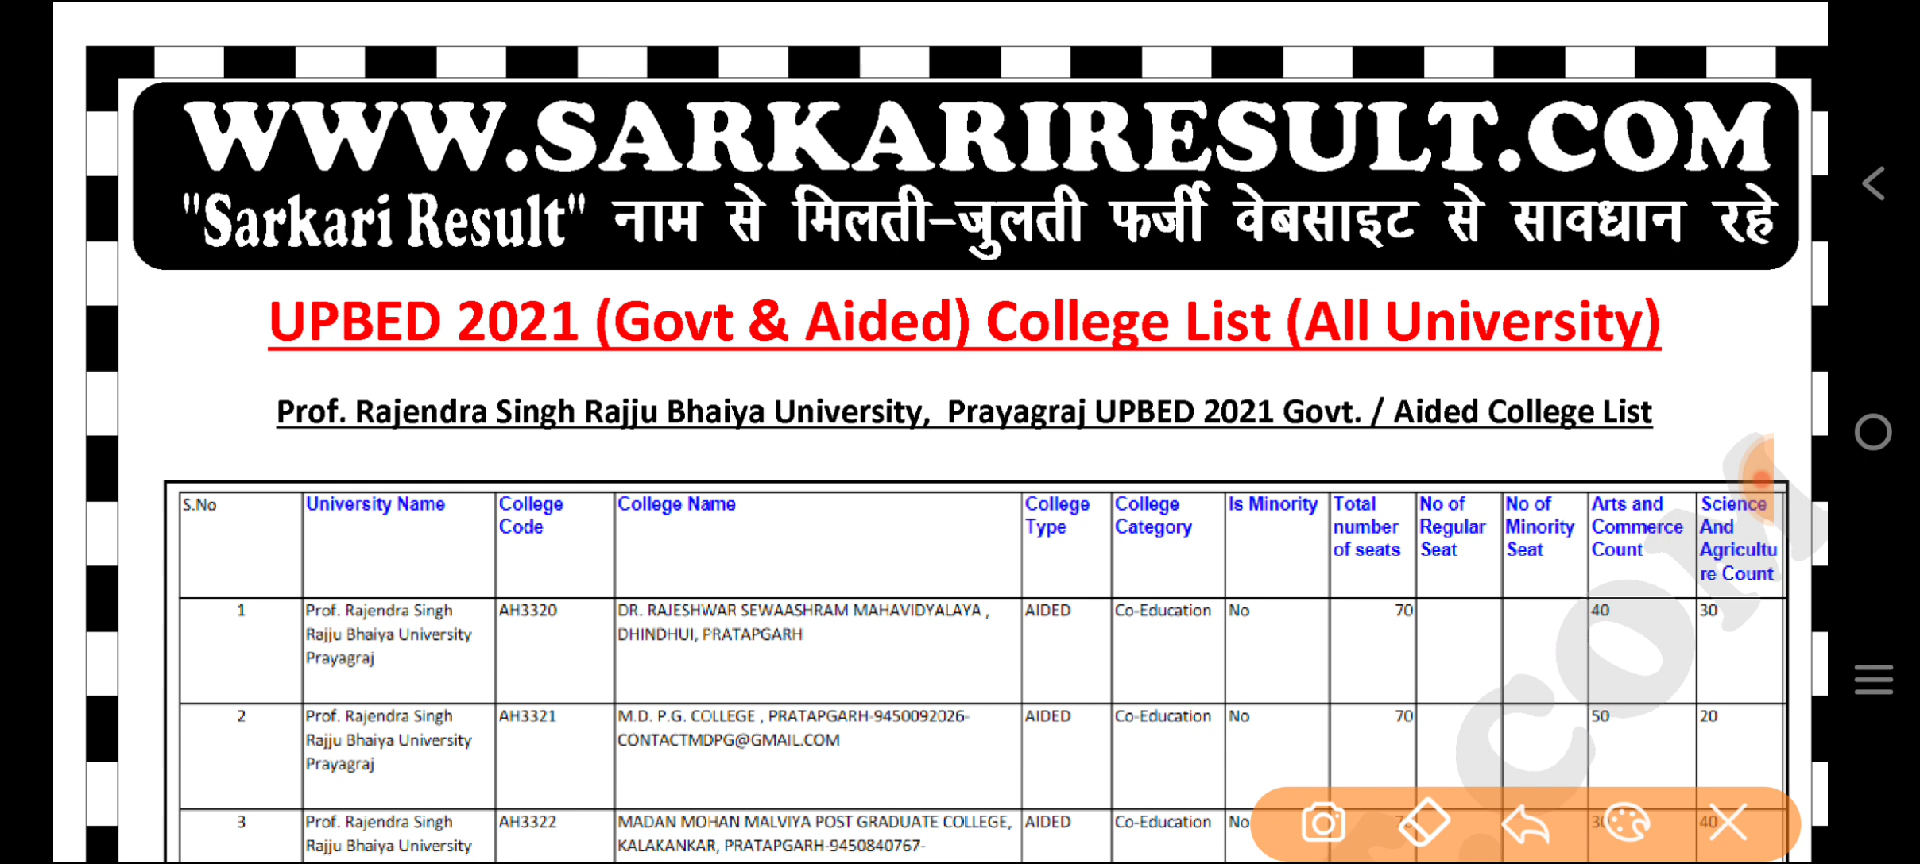 WWW.SARKARIRESULT.COM
"Sarkari Result" नाम से मिलती-जुलती फर्जी वेबसाइट से सावधान रहे
UPBED 2021 (Govt & Aided) College List (All University)
Prof. Rajendra Singh Rajju Bhaiya University, Prayagraj UPBED 2021 Govt. / Aided College List
S.No University Name College Code College Name College Type College Category Is Minority Total number of seats No of Regular Seat No of Minority Seat Arts and Commerce Count Science And Agriculture Count
1 Prof. Rajendra Singh Rajju Bhaiya University Prayagraj AH3320 DR. RAJESHWAR SEWAASHRAM MAHAVIDYALAYA , DHINDHUI, PRATAPGARH AIDED Co-Education No 70 40 30
2 Prof. Rajendra Singh Rajju Bhaiya University Prayagraj AH3321 M.D. P.G. COLLEGE , PRATAPGARH-9450092026-CONTACTMDPG@GMAIL.COM AIDED Co-Education No 70 50 20
3 Prof. Rajendra Singh Rajju Bhaiya University AH3322 MADAN MOHAN MALVIYA POST GRADUATE COLLEGE, KALAKANKAR, PRATAPGARH-9450840767- AIDED Co-Education No 30 40
.COM